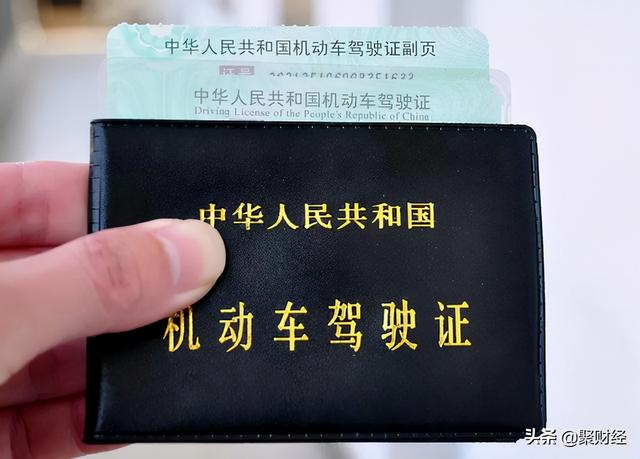 中华人民共和国机动车驾驶证副页
证号
中华人民共和国机动车驾驶证
Driving License of the People's Republic of China
中华人民共和国
机动车驾驶证
头条 @聚财经